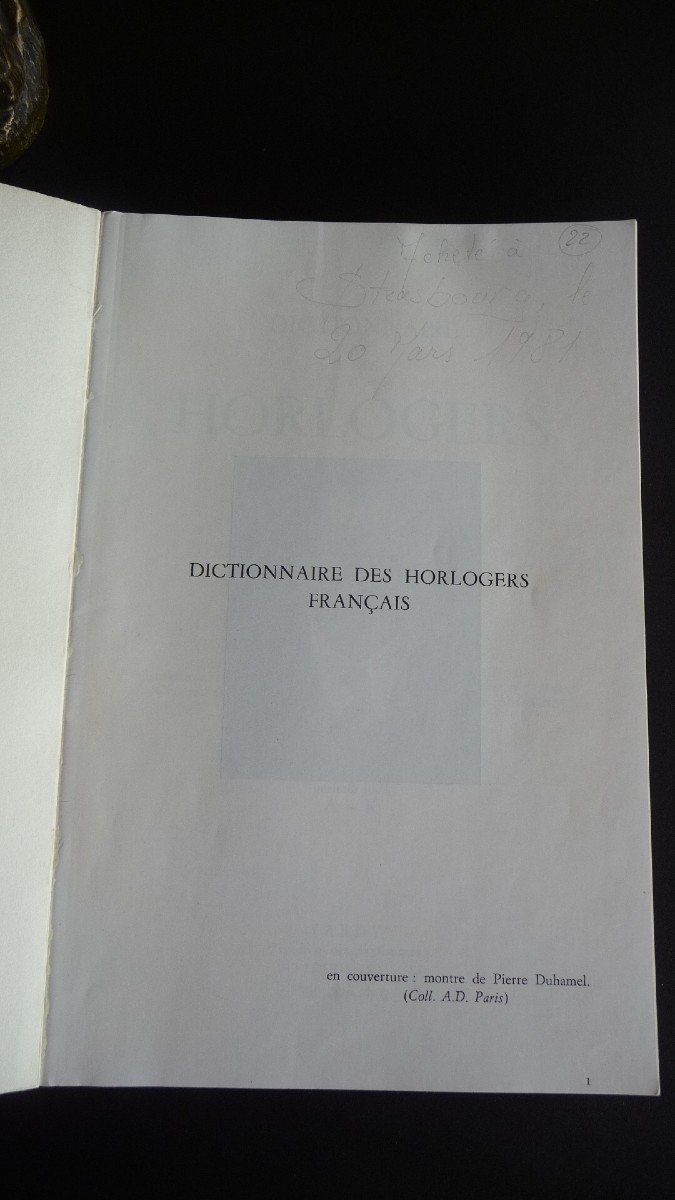 Acheté à 22
Strasbourg, le
20 Mars 1981
HORLOGERS
DICTIONNAIRE DES HORLOGERS
FRANÇAIS
en couverture : montre de Pierre Duhamel.
(Coll. A.D. Paris)
1